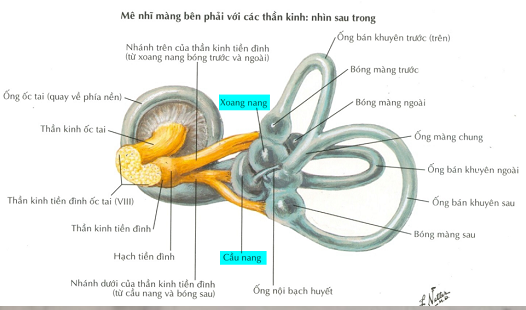 Mê nhĩ màng bên phải với các thần kinh: nhìn sau trong
Nhánh trên của thần kinh tiền đình
(từ xoang nang bóng trước và ngoài)
Ống bán khuyên trước (trên)
Bóng màng trước
Ống ốc tai (quay về phía nền)
Xoang nang
Bóng màng ngoài
Thần kinh ốc tai
Ống màng chung
Ống bán khuyên ngoài
Thần kinh tiền đình ốc tai (VIII)
Ống bán khuyên sau
Thần kinh tiền đình
Bóng màng sau
Hạch tiền đình
Cầu nang
Nhánh dưới của thần kinh tiền đình
(từ cầu nang và bóng sau)
Ống nội bạch huyết